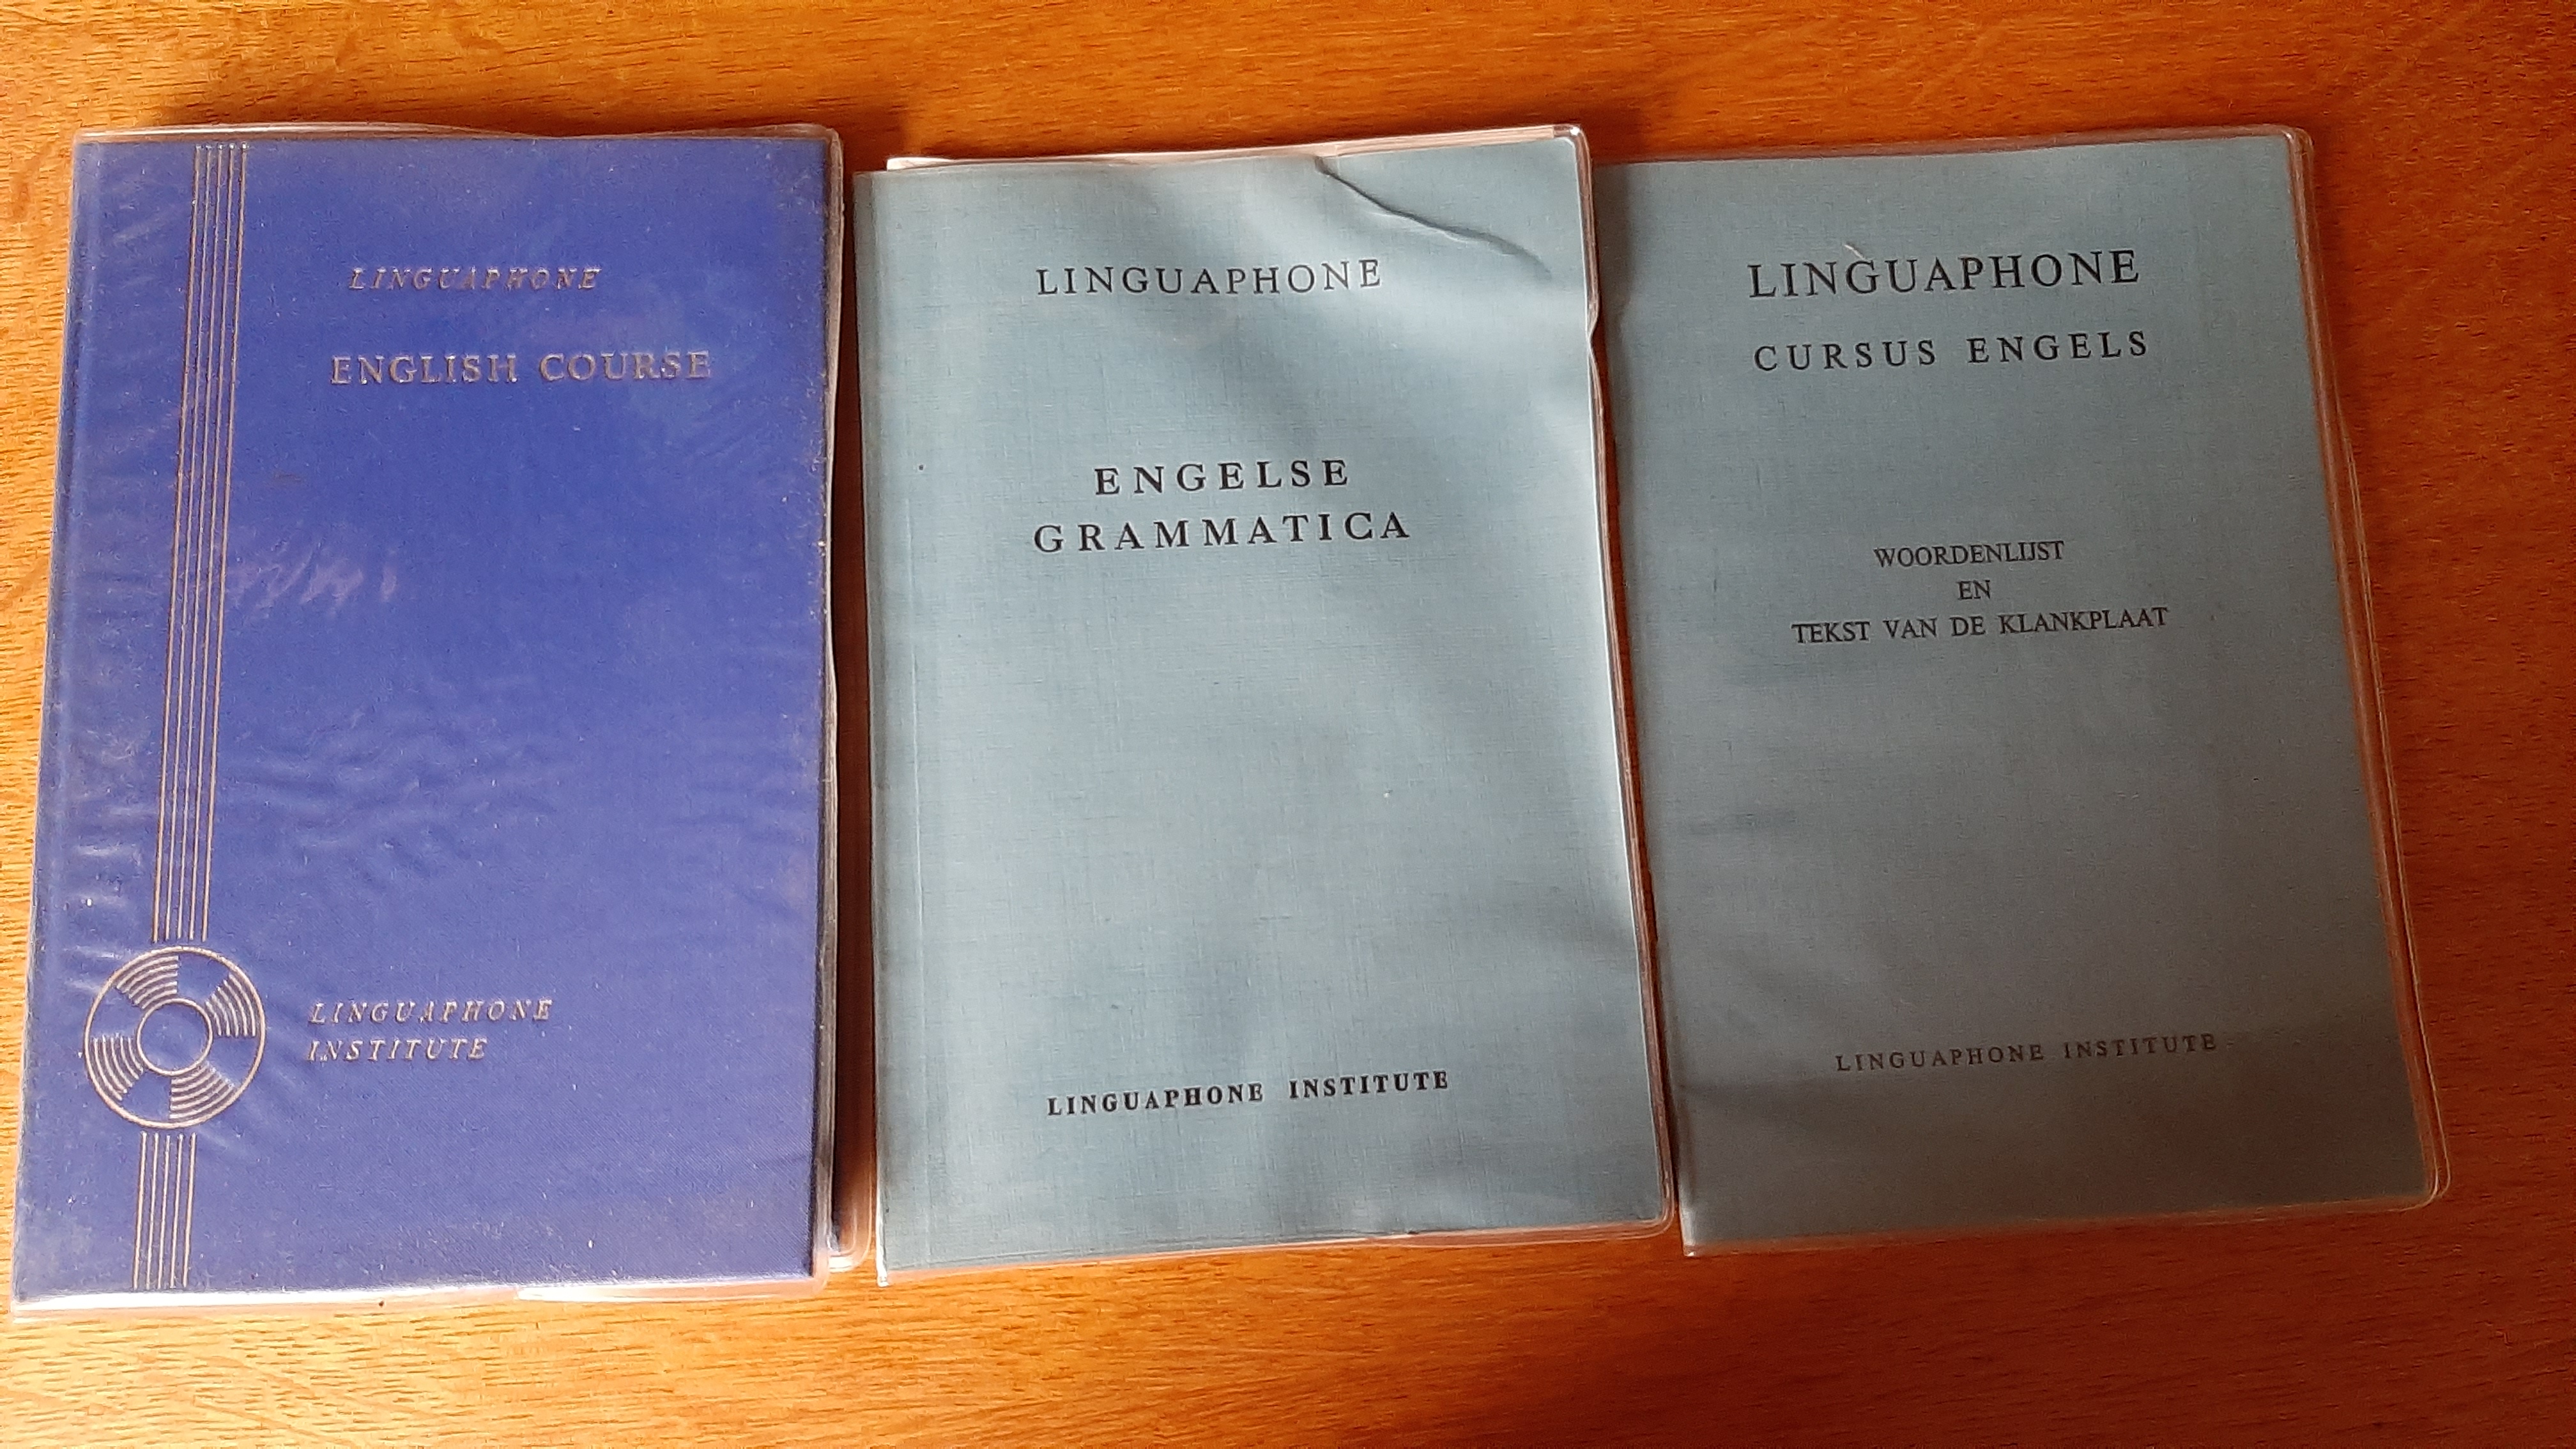 LINGUAPHONE
ENGLISH COURSE
LINGUAPHONE
INSTITUTE
LINGUAPHONE
ENGELSE
GRAMMATICA
LINGUAPHONE INSTITUTE
LINGUAPHONE
CURSUS ENGELS
WOORDENLIJST
EN
TEKST VAN DE KLANKPLAAT
LINGUAPHONE INSTITUTE